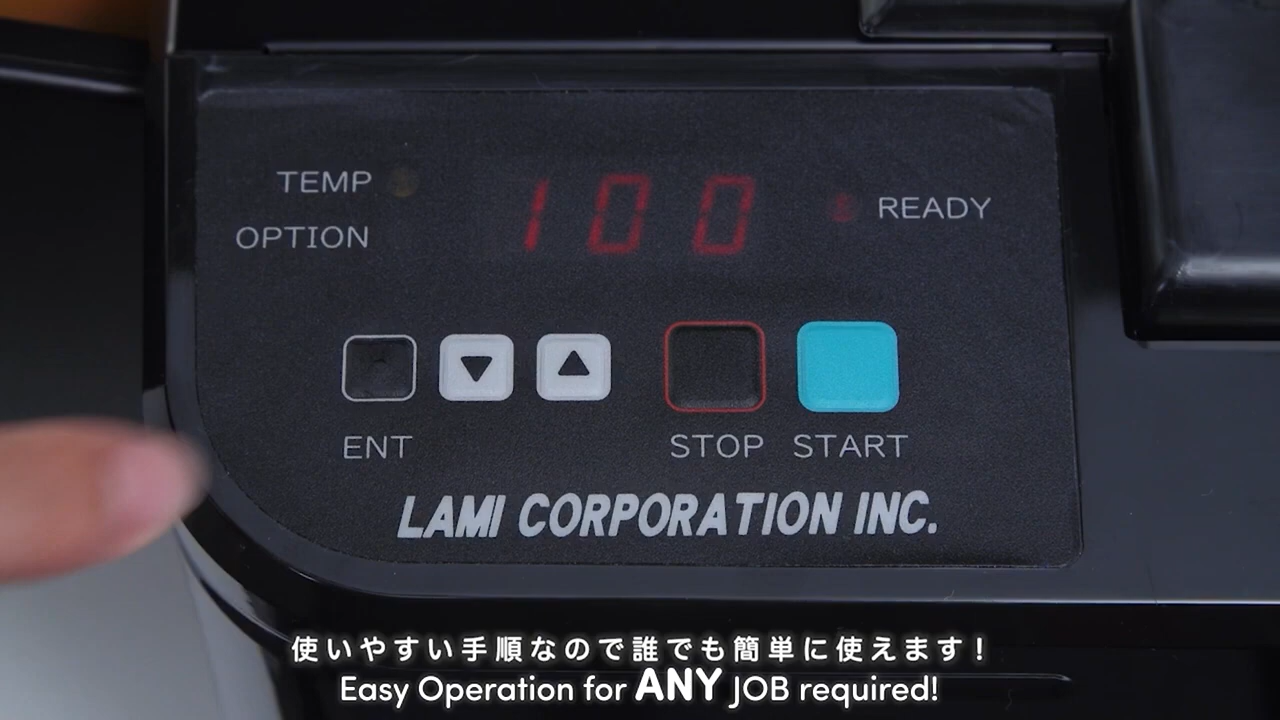 TEMP
100
READY
OPTION
ENT
STOP
START
LAMI CORPORATION INC.
使いやすい手順なので誰でも簡単に使えます!
Easy Operation for ANY JOB required!